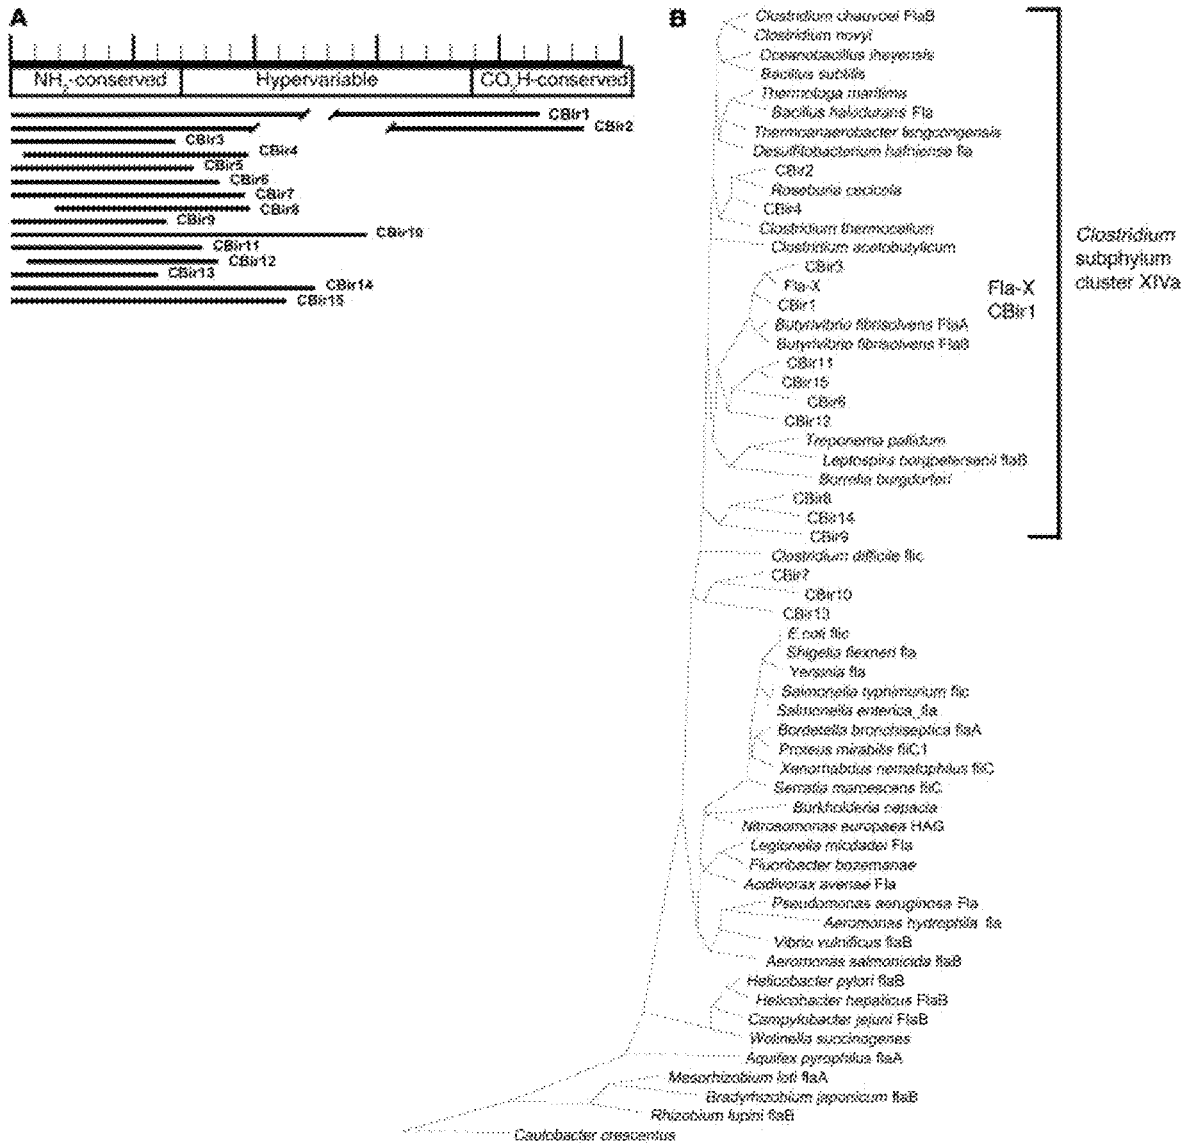 A
NH2-conserved
Hypervariable
CO2H-conserved
CBir1
CBir2
CBir3
CBir4
CBir5
CBir6
CBir7
CBir8
CBir9
CBir10
CBir11
CBir12
CBir13
CBir14
CBir15
B
Clostridium chauvoei FlaB
Clostridium novyi
Oceanobacillus iheyensis
Bacillus subtilis
Thermotoga maritima
Bacillus halodurans Fla
Thermoanaerobacter tengcongensis
Desulfitobacterium hafniense fla
CBir2
Roseburia cecicola
CBir4
Clostridium thermocellum
Clostridium acetobutylicum
CBir3
Fla-X
CBir1
Butyrivibrio fibrisolvens FlaA
Butyrivibrio fibrisolvens FlaB
CBir11
CBir15
CBir6
CBir12
Treponema pallidum
Leptospira borgpetersenii flaB
Borrelia burgdorferi
CBir8
CBir14
CBir9
Clostridium difficile flic
CBir7
CBir10
CBir13
E.coli flic
Shigella flexneri fla
Yersinia fla
Salmonella typhimurium flic
Salmonella enterica_fla
Bordetella bronchiseptica flaA
Proteus mirabilis fliC1
Xenorhabdus nematophilus fliC
Serratia marcescens fliC
Burkholderia cepacia
Nitrosomonas europaea HAG
Legionella micdadei Fla
Fluoribacter bozemanae
Acidivorax avenae Fla
Pseudomonas aeruginosa Fla
Aeromonas hydrophila fla
Vibrio vulnificus flaB
Aeromonas salmonicida flaB
Helicobacter pylori flaB
Helicobacter hepaticus FlaB
Campylobacter jejuni FlaB
Wolinella succinogenes
Aquifex pyrophilus flaA
Mesorhizobium loti flaA
Bradyrhizobium japonicum flaB
Rhizobium lupini flaB
Caulobacter crescentus
Fla-X
CBir1
Clostridium
subphylum
cluster XIVa